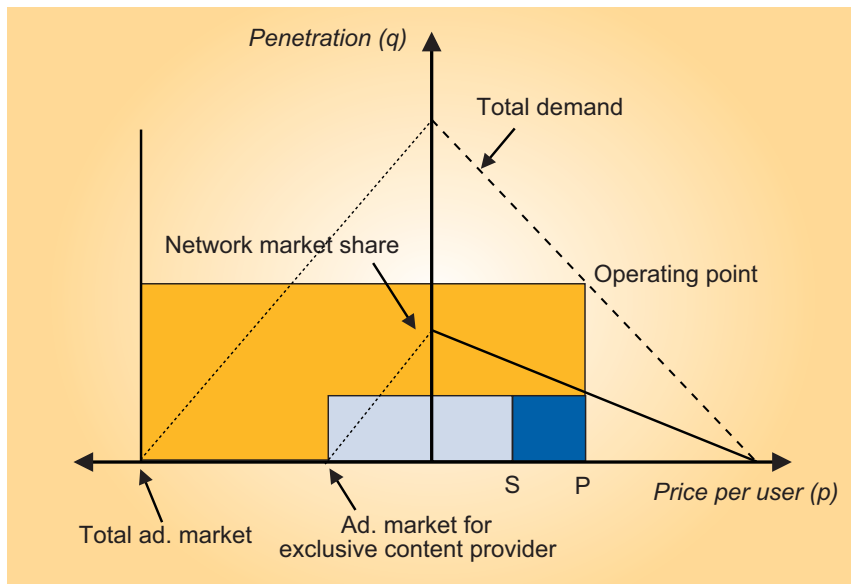 Penetration (q)
Total demand
Network market share
Operating point
S
P
Price per user (p)
Total ad. market
Ad. market for
exclusive content provider